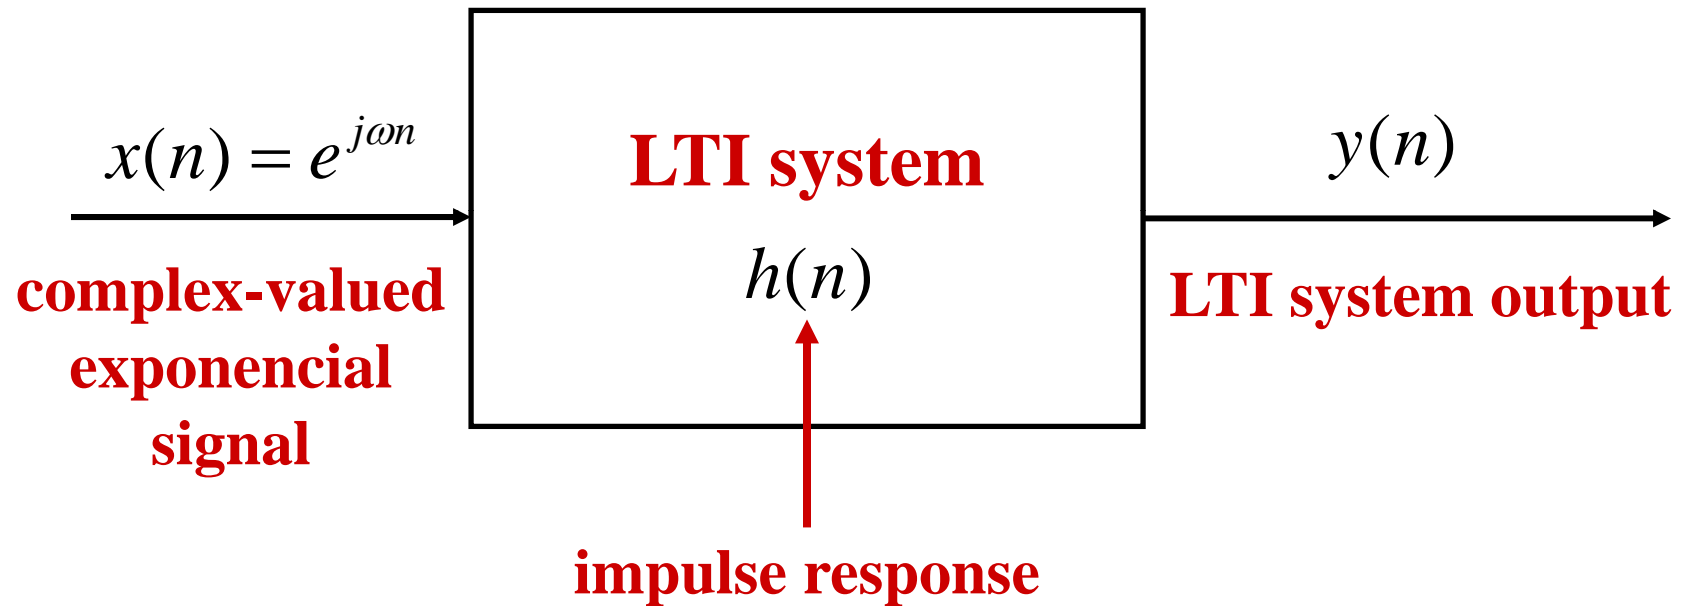 x(n) = e^{jωn}
complex-valued
exponencial
signal
LTI system
h(n)
impulse response
y(n)
LTI system output